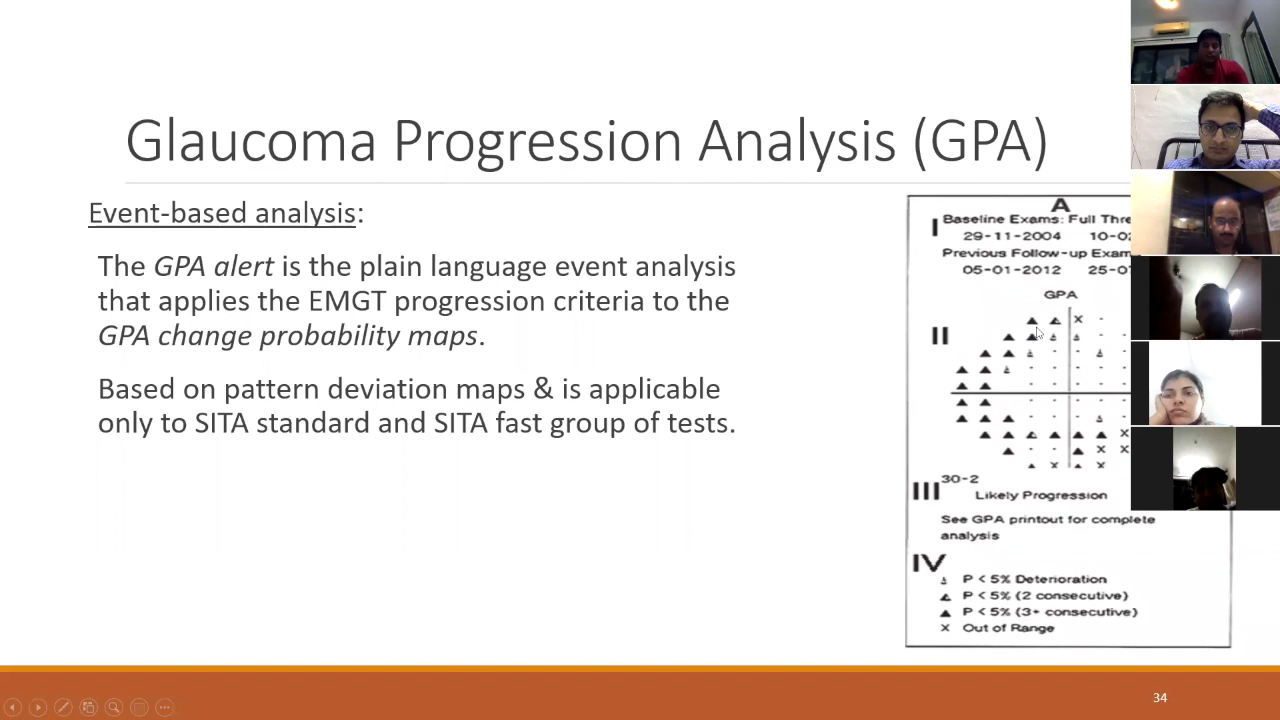 Glaucoma Progression Analysis (GPA)
Event-based analysis:
The GPA alert is the plain language event analysis
that applies the EMGT progression criteria to the
GPA change probability maps.
Based on pattern deviation maps & is applicable
only to SITA standard and SITA fast group of tests.
A
I
Baseline Exams: Full Thre
29-11-2004 10-0
Previous Follow-up Exam
05-01-2012 25-0
GPA
II
III
30-2
Likely Progression
See GPA printout for complete
analysis
IV
P < 5% Deterioration
P < 5% (2 consecutive)
P < 5% (3+ consecutive)
X Out of Range
34